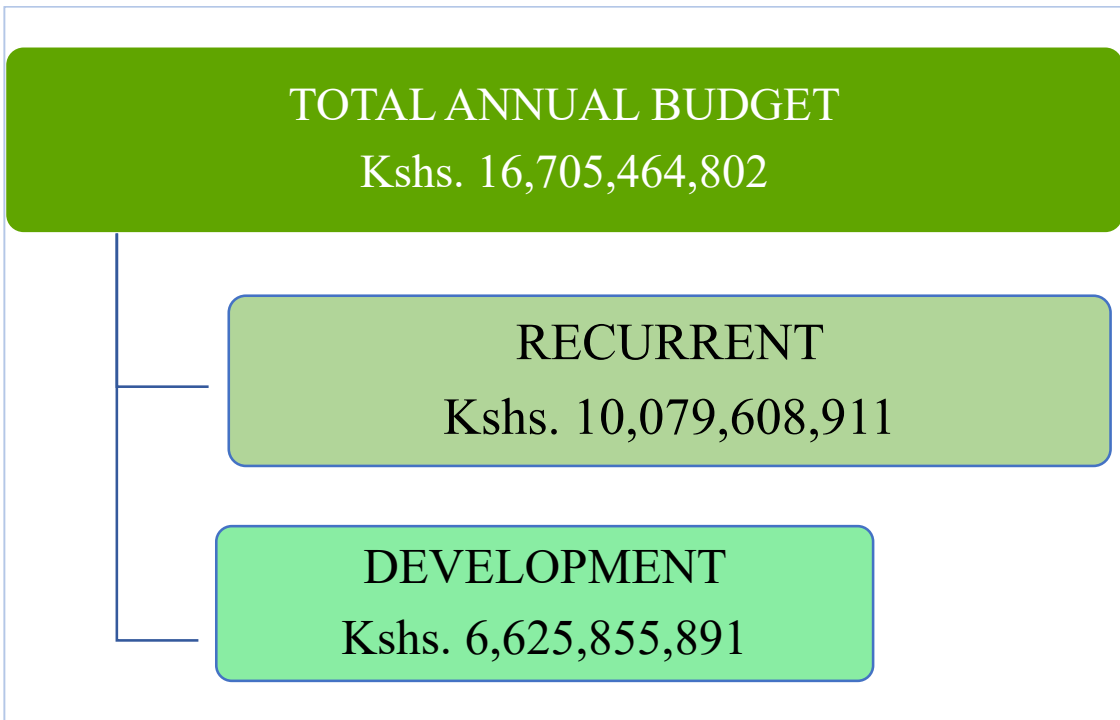 TOTAL ANNUAL BUDGET
Kshs. 16,705,464,802
RECURRENT
Kshs. 10,079,608,911
DEVELOPMENT
Kshs. 6,625,855,891